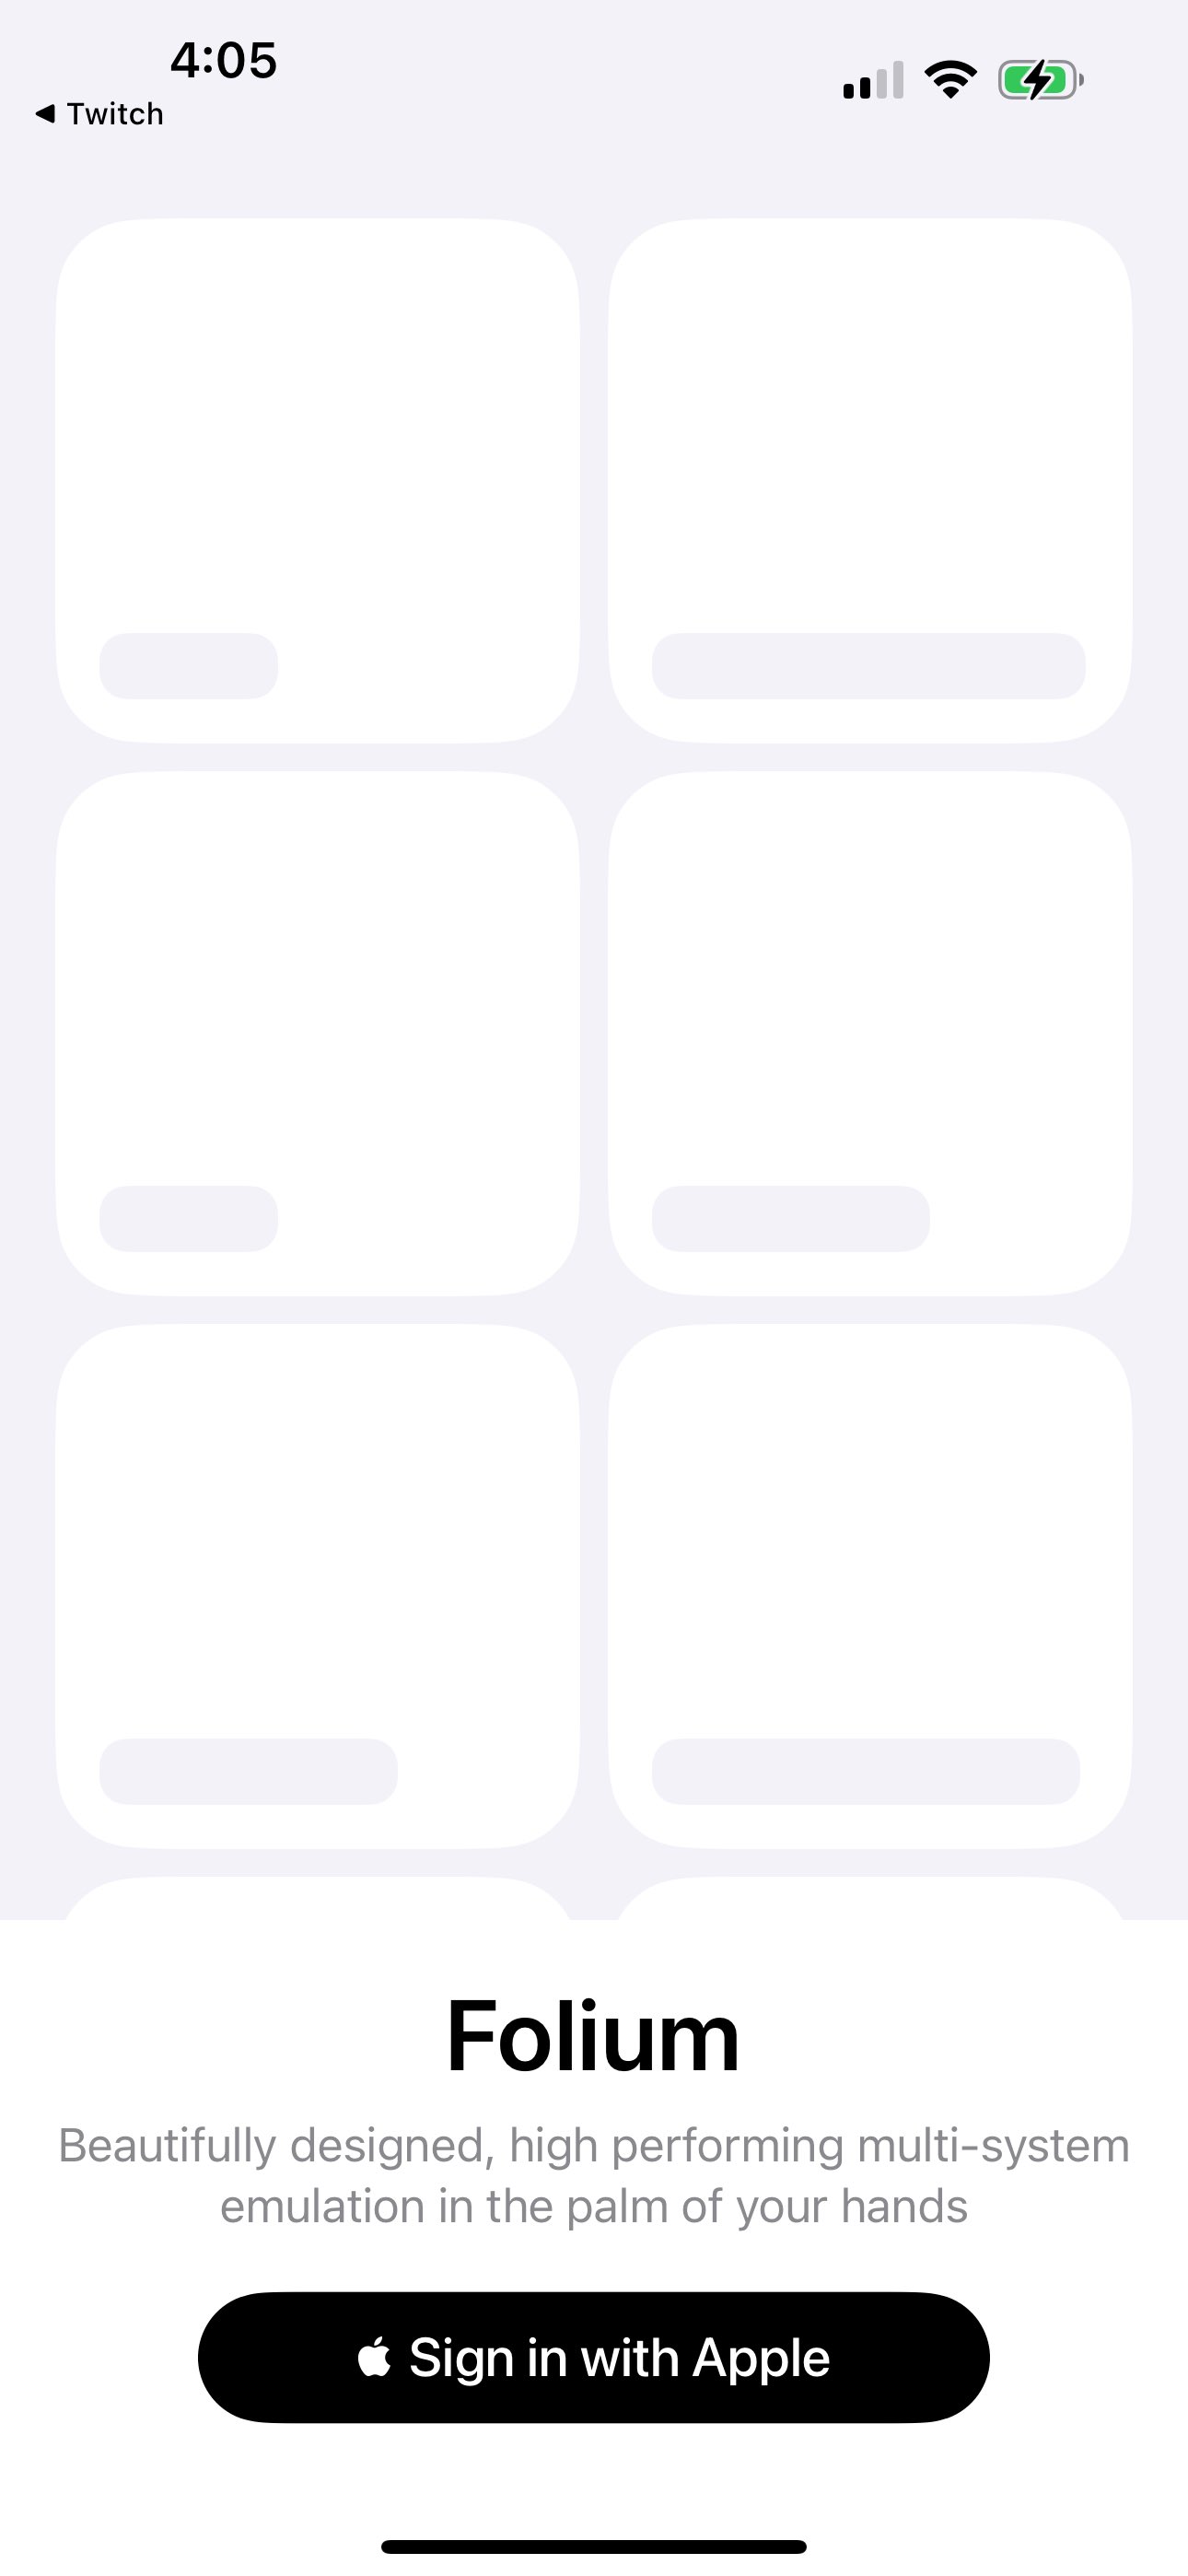 4:05
Twitch
Folium
Beautifully designed, high performing multi-system
emulation in the palm of your hands
Sign in with Apple